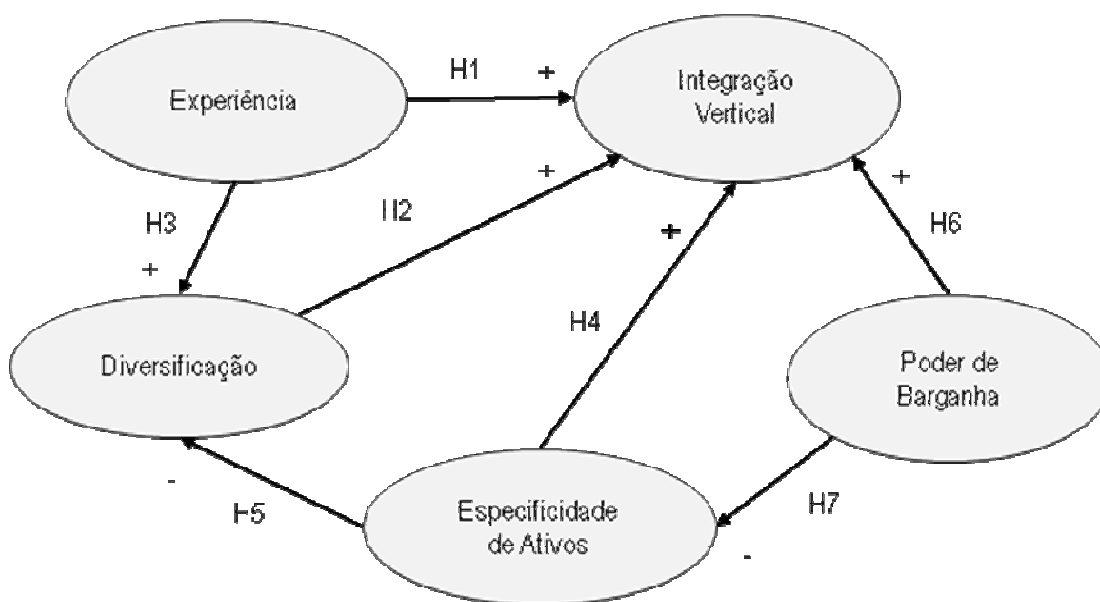 Experiência
H1
+
Integração
Vertical
H3
+
H2
+
+
H4
+
H6
Diversificação
Poder de
Barganha
-
H5
Especificidade
de Ativos
H7
-